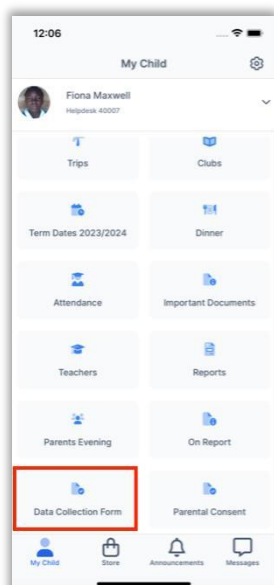 12:06
My Child
Fiona Maxwell
Helpdesk 40007
Trips Clubs
Term Dates 2023/2024 Dinner
Attendance Important Documents
Teachers Reports
Parents Evening On Report
Data Collection Form Parental Consent
My Child Store Announcements Messages